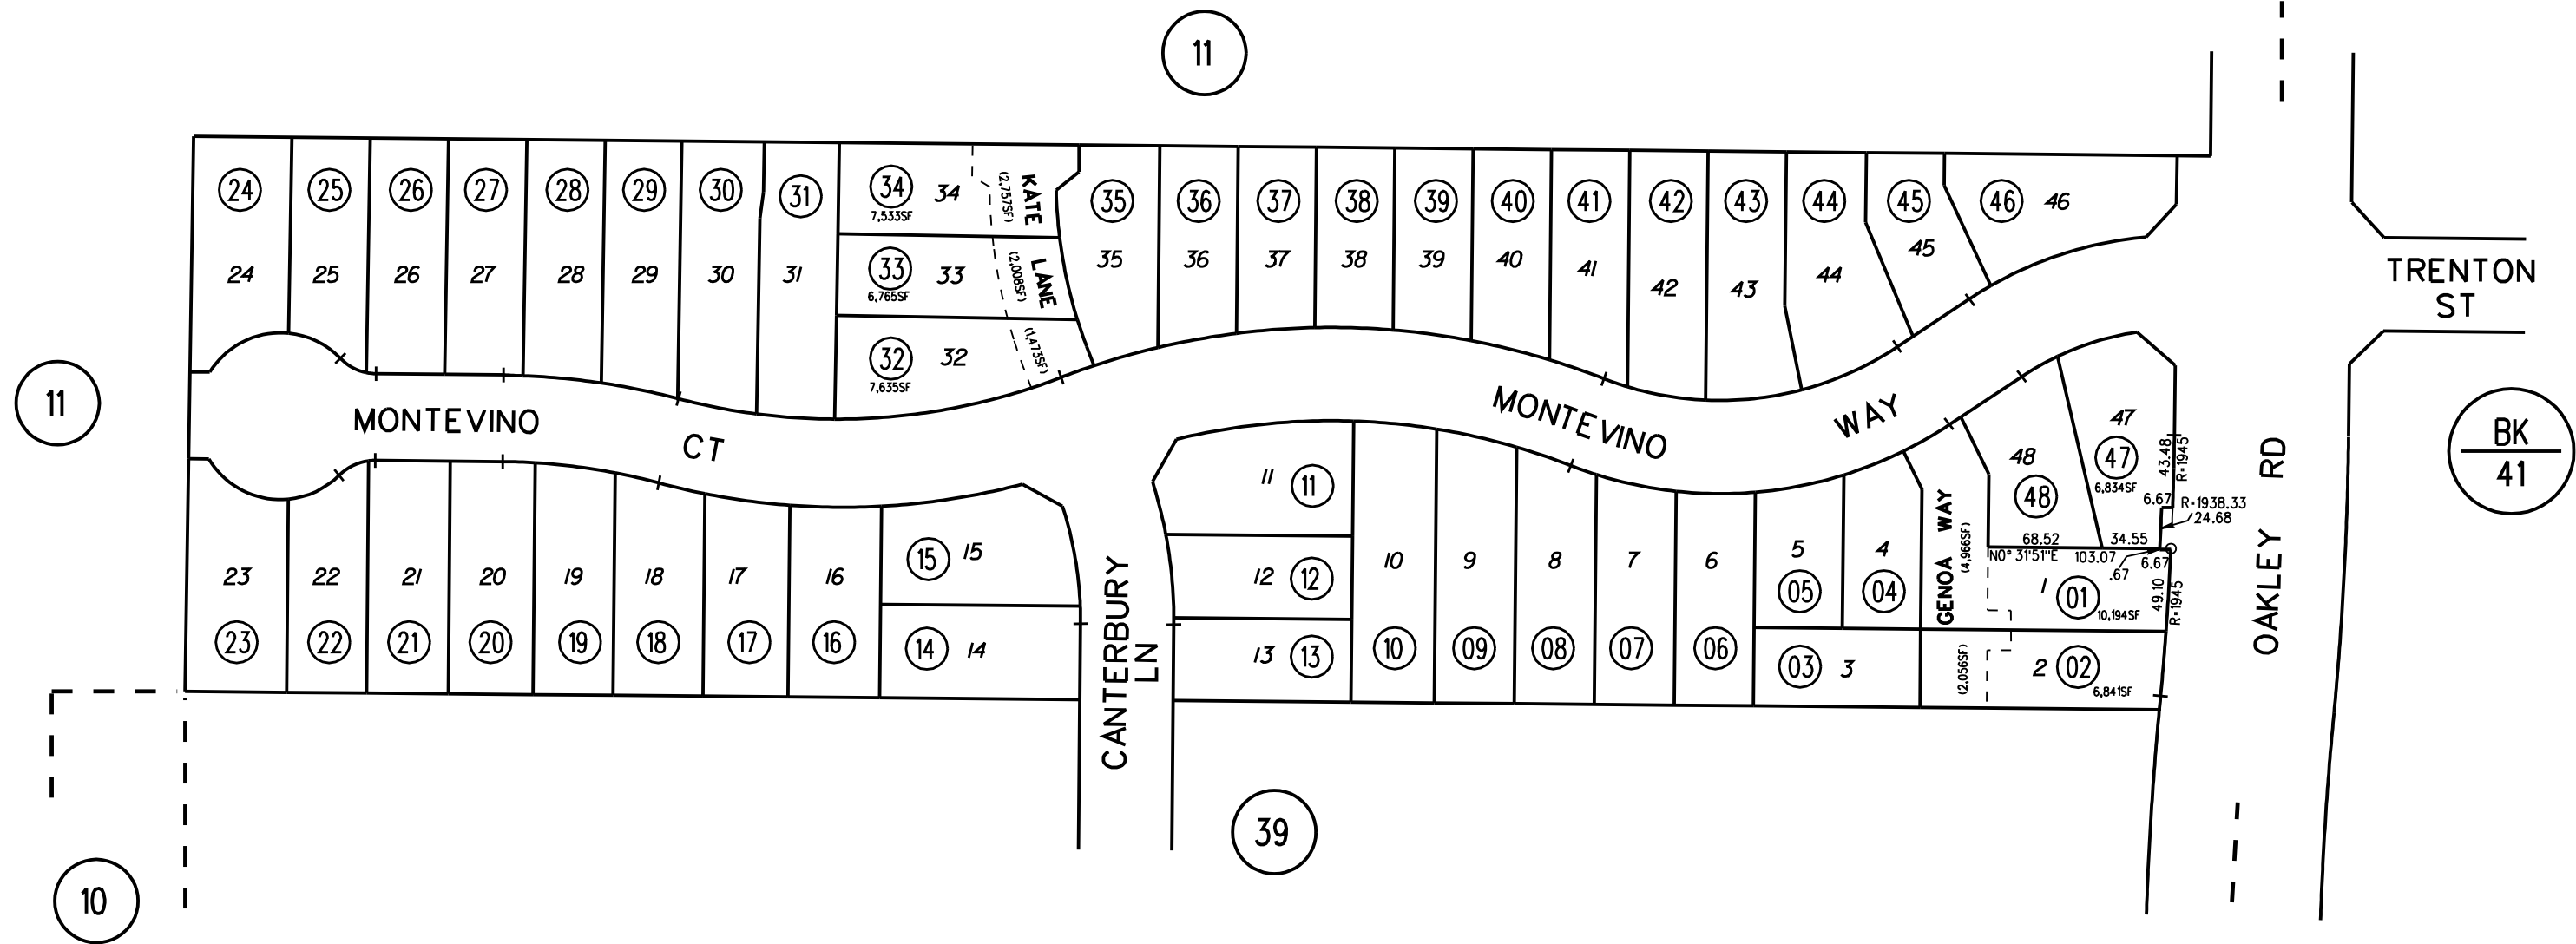 11
24 25 26 27 28 29 30 31 34 34 35 36 37 38 39 40 41 42 43 44 45 46 46
7,533SF
(2,757SF)
KATE LANE
24 25 26 27 28 29 30 31
33 33
6,765SF
(2,008SF)
35 36 37 38 39 40 41 42 43 44 45
TRENTON
ST
32 32
7,635SF
(1,473SF)
11
MONTEVINO CT
MONTEVINO WAY
BK
41
47
47
6,834SF
43.48
R=1945
48
48
6.67
R=1938.33
24.68
68.52
34.55
N0° 31'51"E
103.07
.67
6.67
OAKLEY RD
11 11
15 15
12 12
10 9 8 7 6 5 4
05 04
GENOA WAY
(4,966SF)
1 01
10,194SF
49.10
R=1945
23 22 21 20 19 18 17 16
23 22 21 20 19 18 17 16
14 14
CANTERBURY
LN
13 13
10 09 08 07 06
03 3
(2,056SF)
2 02
6,841SF
39
10